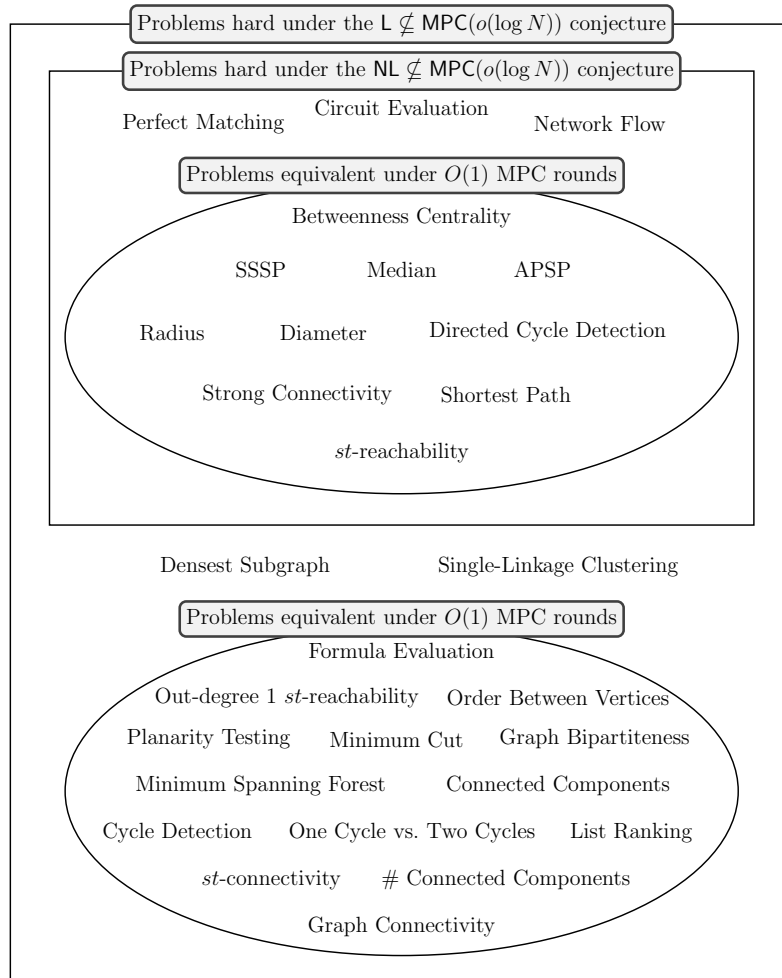 Problems hard under the L ⊈ MPC(o(log N)) conjecture
Problems hard under the NL ⊈ MPC(o(log N)) conjecture
Circuit Evaluation
Perfect Matching Network Flow
Problems equivalent under O(1) MPC rounds
Betweenness Centrality
SSSP Median APSP
Radius Diameter Directed Cycle Detection
Strong Connectivity Shortest Path
st-reachability
Densest Subgraph Single-Linkage Clustering
Problems equivalent under O(1) MPC rounds
Formula Evaluation
Out-degree 1 st-reachability Order Between Vertices
Planarity Testing Minimum Cut Graph Bipartiteness
Minimum Spanning Forest Connected Components
Cycle Detection One Cycle vs. Two Cycles List Ranking
st-connectivity # Connected Components
Graph Connectivity